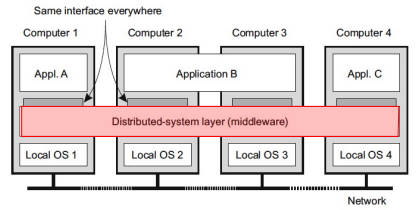 Same interface everywhere
Computer 1 Computer 2 Computer 3 Computer 4
Appl. A Application B Appl. C
Distributed-system layer (middleware)
Local OS 1 Local OS 2 Local OS 3 Local OS 4
Network